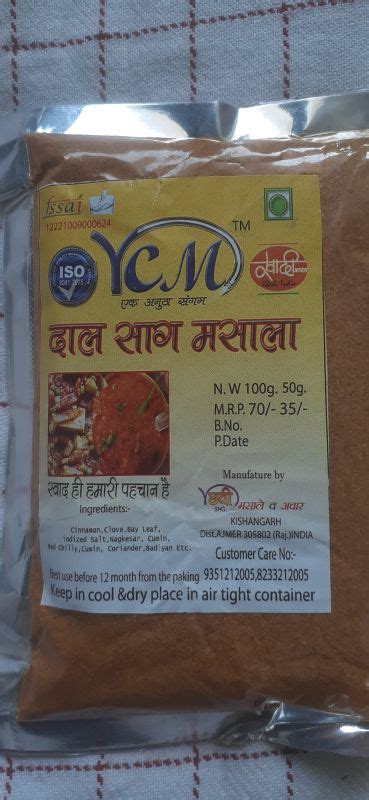 fssai
12221009000624
ISO
9001:2015
YCM TM
एक अनुठा संगम
खादी
दाल साग मसाला
N.W 100g. 50g.
M.R.P. 70/- 35/-
B.No.
P.Date
स्वाद ही हमारी पहचान है
Manufature by
Ingredients:-
Cinnamon,Clove,Bay Leaf,
iodized Salt,Nagkesar, Cumin,
Red Chilly,Cumin, Coriander,Badiyan Etc.
SHG
मसाले व अचार
KISHANGARH
Dist.AJMER 305802 (Raj.)INDIA
Customer Care No:-
Best use before 12 month from the paking 9351212005,8233212005
Keep in cool &dry place in air tight container